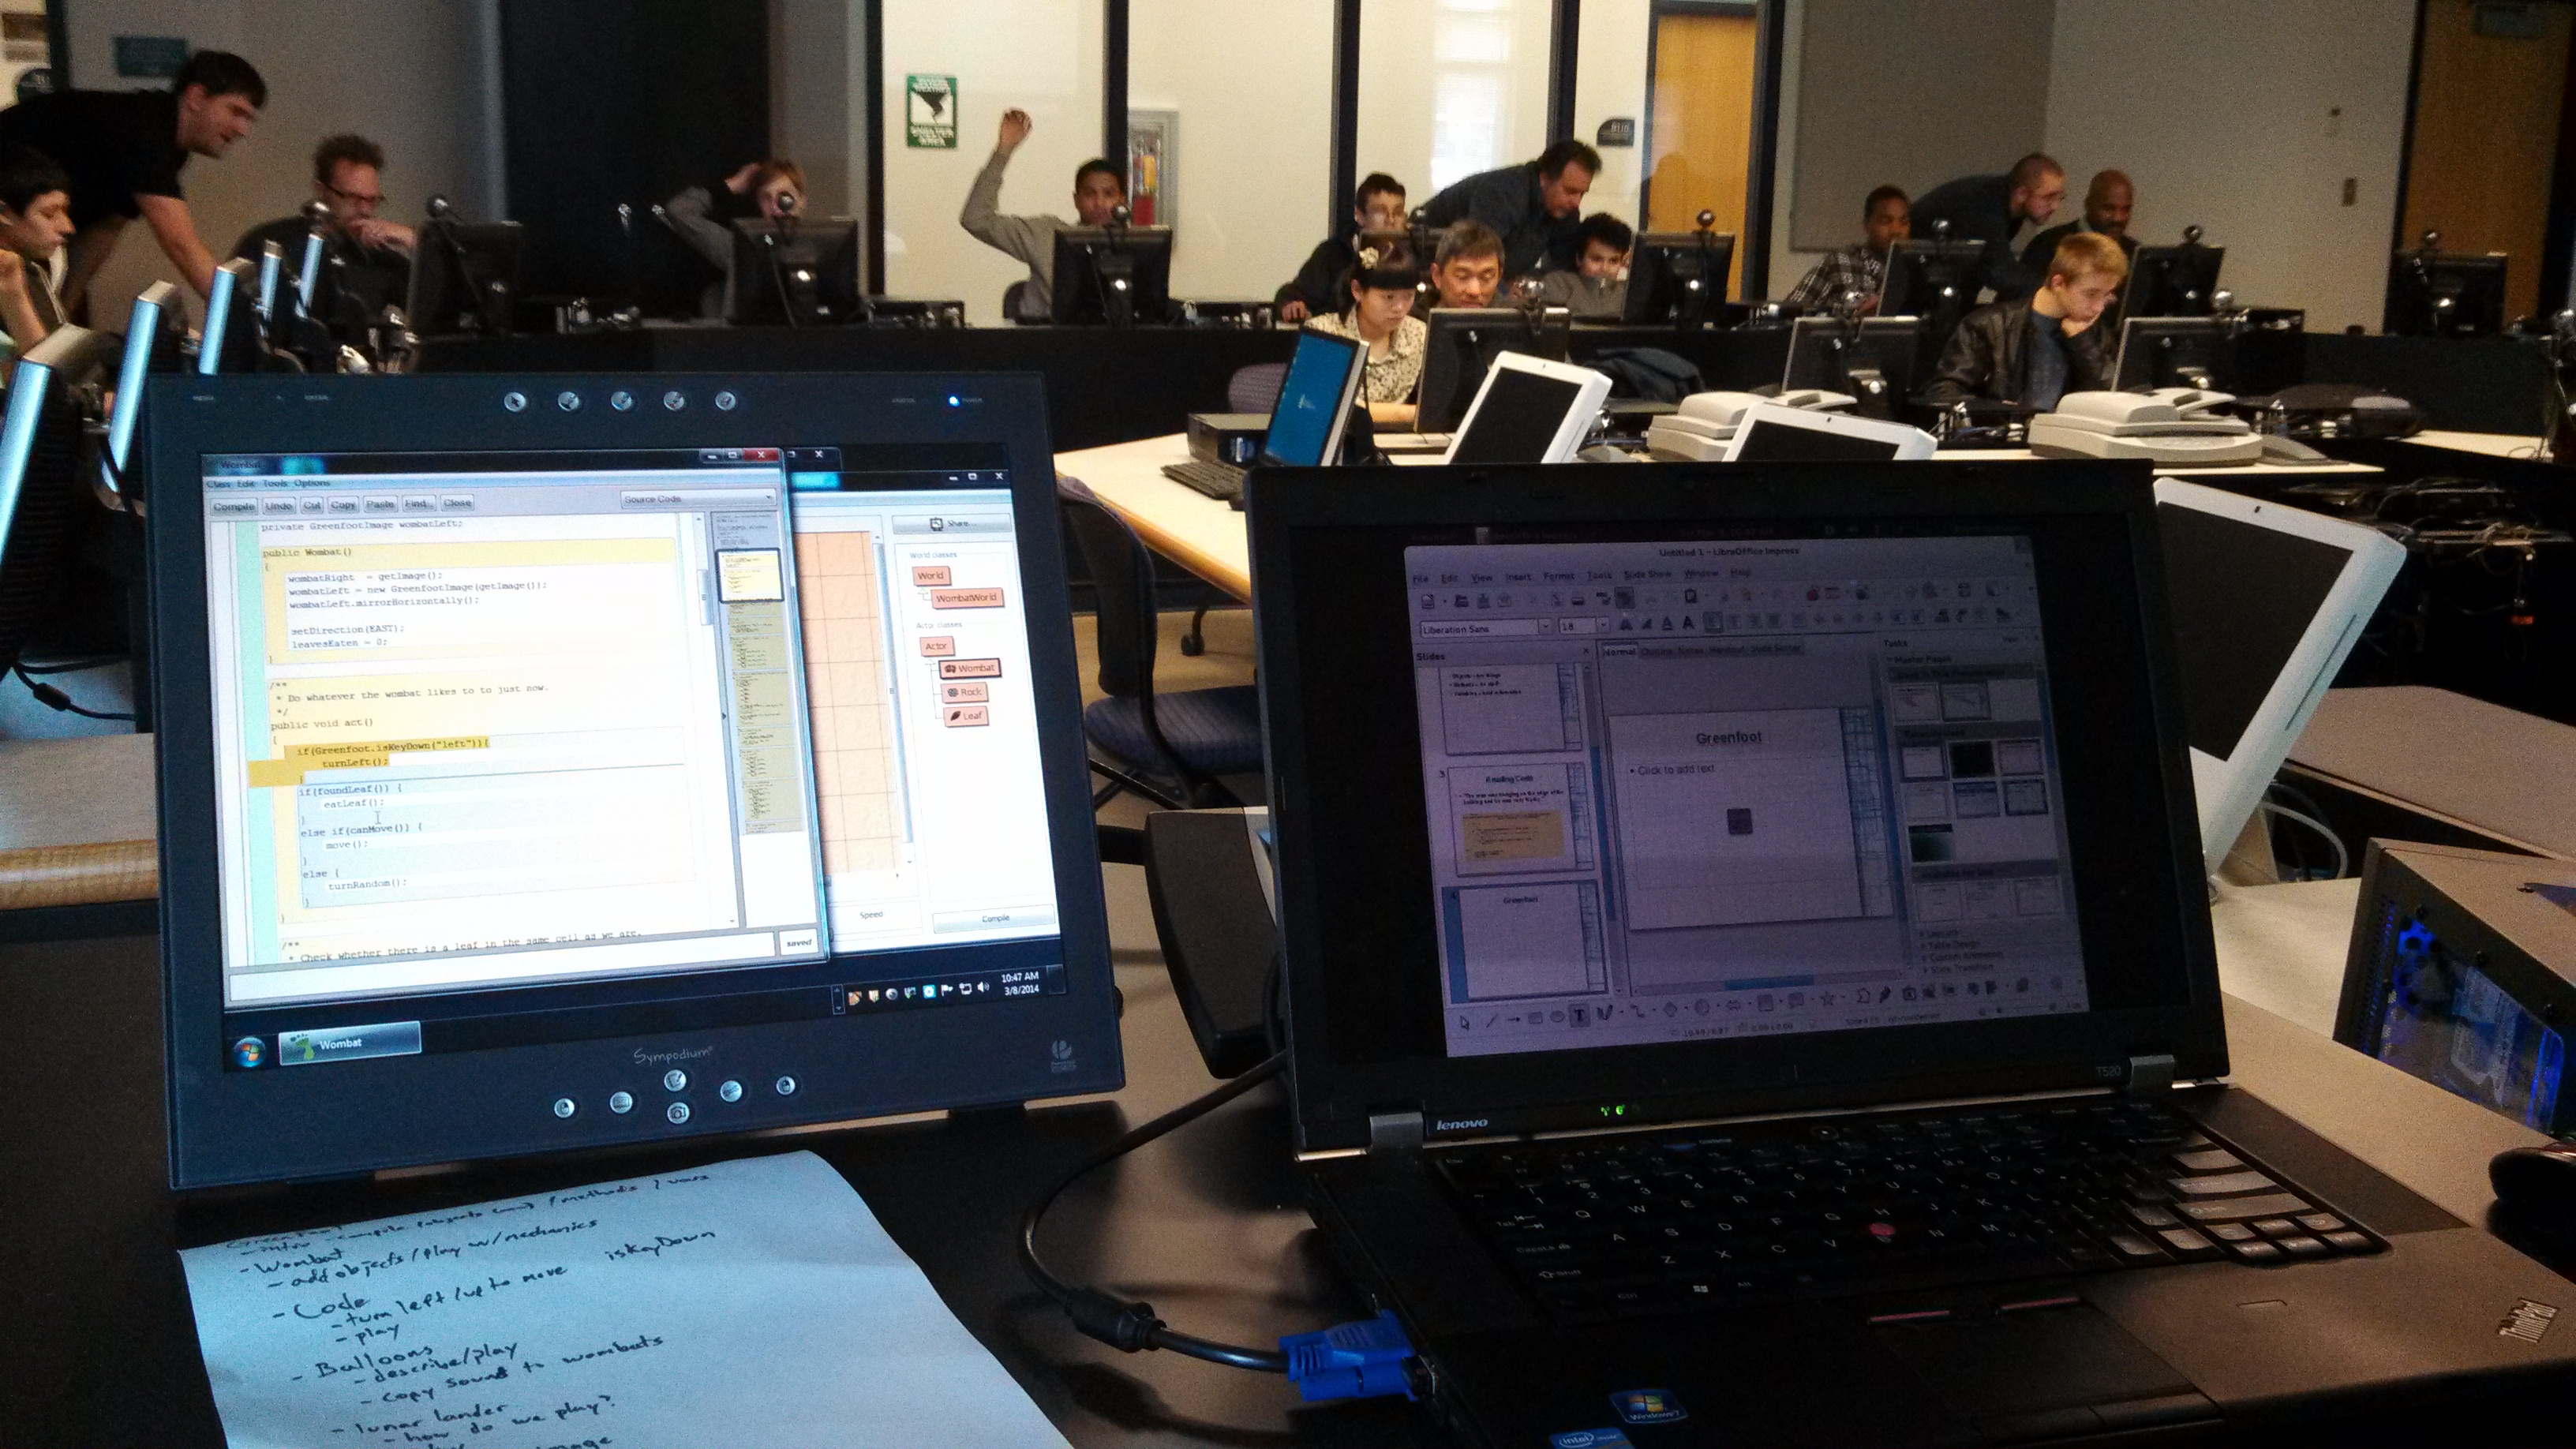 Wombat
Class Edit Tools Options
Compile Undo Cut Copy Paste Find... Close
Source Code
private GreenfootImage wombatLeft;
public Wombat()
{
wombatRight = getImage();
wombatLeft = new GreenfootImage(getImage());
wombatLeft.mirrorHorizontally();
setDirection(EAST);
leavesEaten = 0;
}
/**
* Do whatever the wombat likes to to just now.
*/
public void act()
{
if(Greenfoot.isKeyDown("left")){
turnLeft();
}
if(foundLeaf()) {
eatLeaf();
}
else if(canMove()) {
move();
}
else {
turnRandom();
}
}
/**
* Check whether there is a leaf in the same cell as we are.
saved
Share...
World classes
World
WombatWorld
Actor classes
Actor
Wombat
Rock
Leaf
Speed
Compile
10:47 AM
3/8/2014
Wombat
Sympodium
Untitled 1 - LibreOffice Impress
File Edit View Insert Format Tools Slide Show Window Help
Liberation Sans
18
Slides
Normal Outline Notes Handout Slide Sorter
Tasks
Master Pages
Greenfoot
• Click to add text
3
Reading Code
Greenfoot
Layouts
Table Design
Custom Animation
Slide Transition
T520
lenovo
ThinkPad
Windows 7
intel
- intro - compile / methods / vars
- Wombat
- add objects/play w/mechanics
- Code
- turn left/up to move isKeyDown
- play
- Balloons
- describe/play
- copy sound to wombats
- lunar lander
- how do we play?
image
SHELTER
AREA